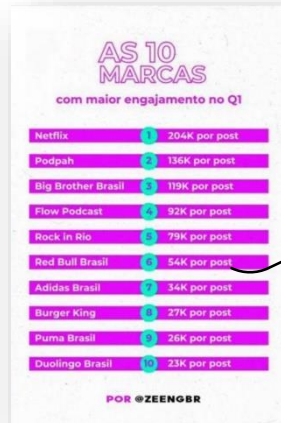 AS 10
MARCAS
com maior engajamento no Q1
Netflix 1 204K por post
Podpah 2 136K por post
Big Brother Brasil 3 119K por post
Flow Podcast 4 92K por post
Rock in Rio 5 79K por post
Red Bull Brasil 6 54K por post
Adidas Brasil 7 34K por post
Burger King 8 27K por post
Puma Brasil 9 26K por post
Duolingo Brasil 10 23K por post
POR @ZEENGBR